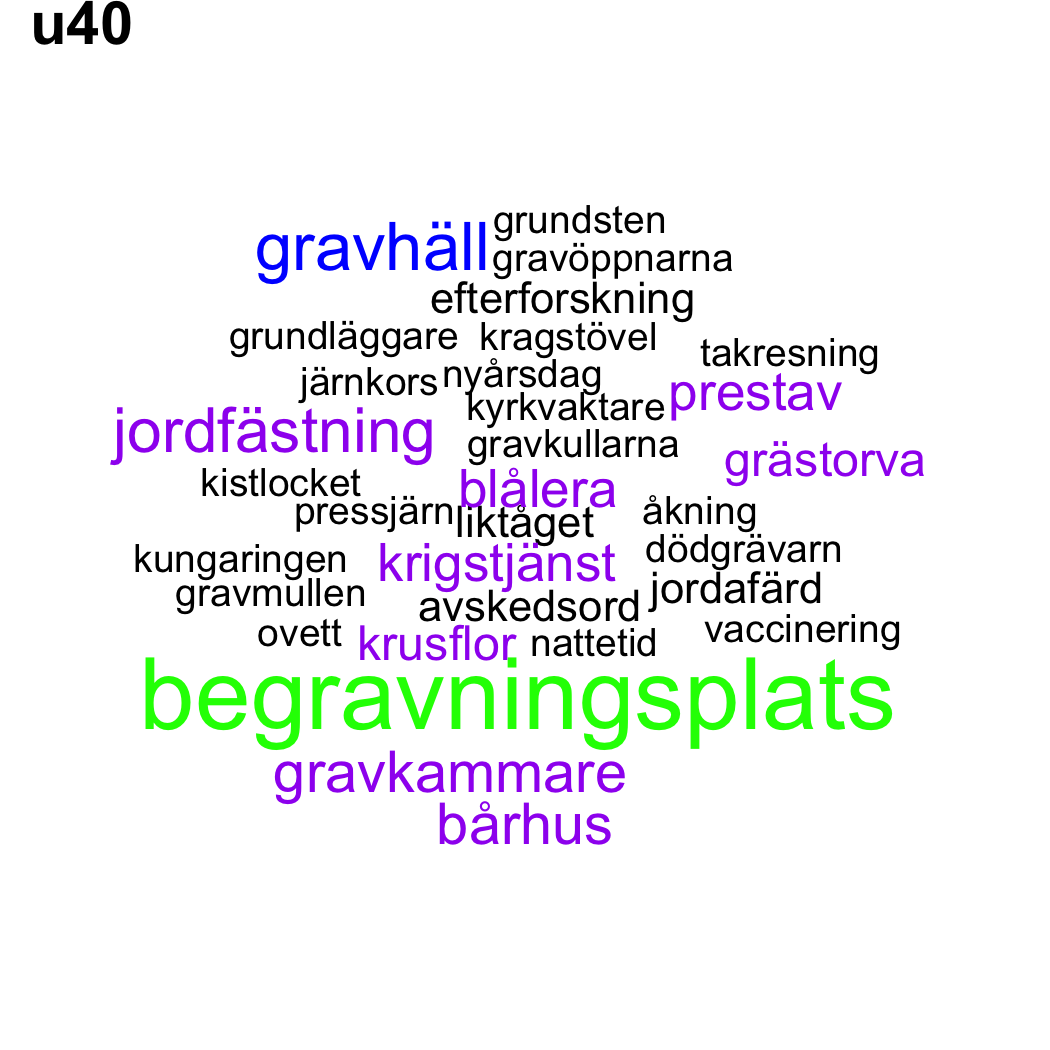 u40
grundsten
gravhäll
gravöppnarna
efterforskning
grundläggare kragstövel
takresning
järnkors nyårsdag
prestav
kyrkvaktare
jordfästning
gravkullarna
grästorva
kistlocket
blålera
pressjärn
liktåget
åkning
kungaringen
krigstjänst
dödgrävarn
gravmullen
avskedsord
jordafärd
ovett
krusflor
nattetid
vaccinering
begravningsplats
gravkammare
bårhus